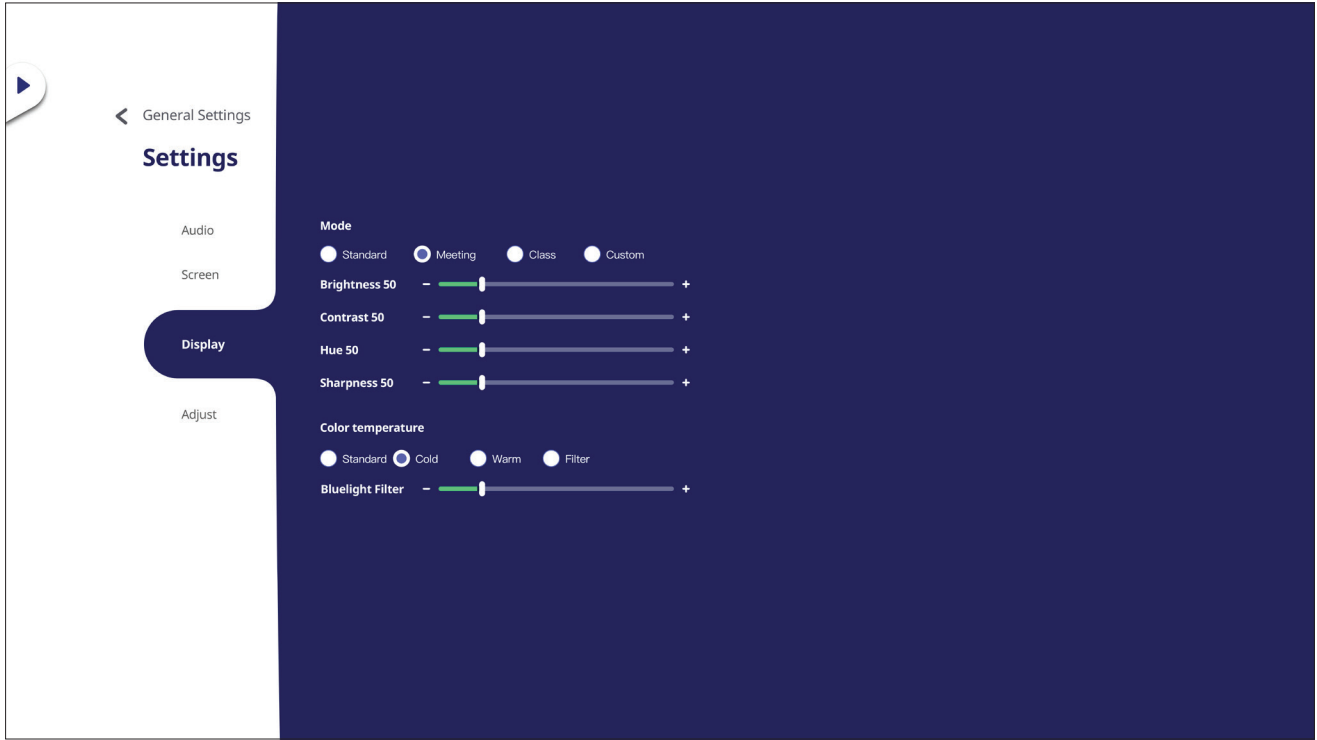 General Settings
Settings
Audio
Screen
Display
Adjust
Mode
Standard Meeting Class Custom
Brightness 50 - +
Contrast 50 - +
Hue 50 - +
Sharpness 50 - +
Color temperature
Standard Cold Warm Filter
Bluelight Filter - +